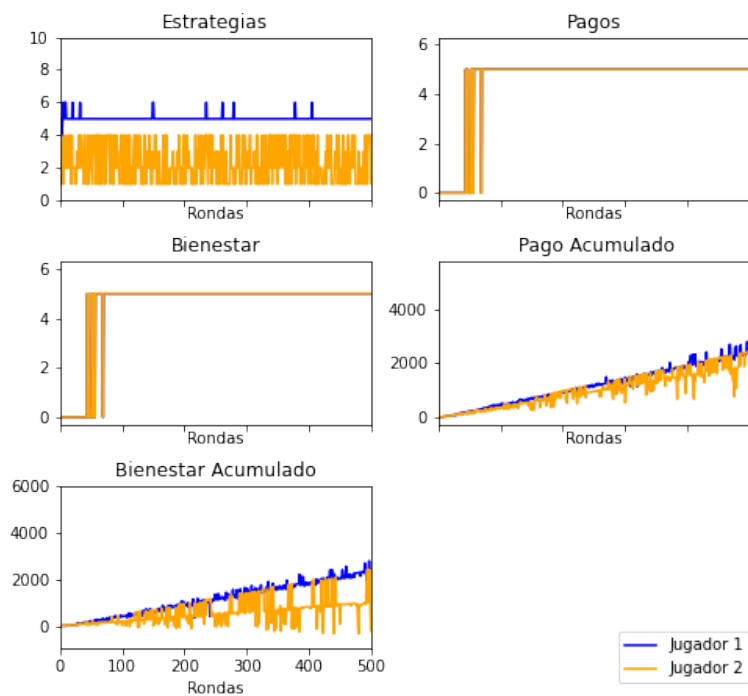 Estrategias
10
8
6
4
2
0
Rondas
Pagos
6
4
2
0
Rondas
Bienestar
6
4
2
0
Rondas
Pago Acumulado
4000
2000
0
Rondas
Bienestar Acumulado
6000
4000
2000
0
0 100 200 300 400 500
Rondas
Jugador 1
Jugador 2